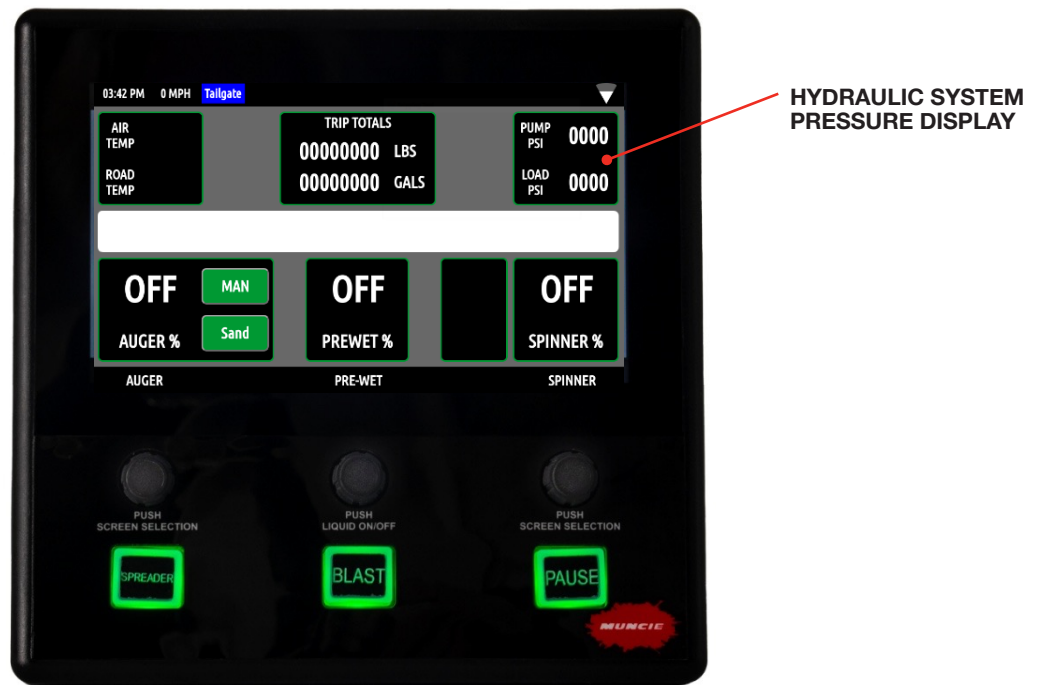 03:42 PM 0 MPH Tailgate
AIR
TEMP
ROAD
TEMP
TRIP TOTALS
00000000 LBS
00000000 GALS
PUMP
PSI 0000
LOAD
PSI 0000
HYDRAULIC SYSTEM
PRESSURE DISPLAY
OFF MAN
AUGER % Sand
OFF
PREWET %
OFF
SPINNER %
AUGER PRE-WET SPINNER
PUSH
SCREEN SELECTION
PUSH
LIQUID ON/OFF
PUSH
SCREEN SELECTION
SPREADER BLAST PAUSE
MUNCIE